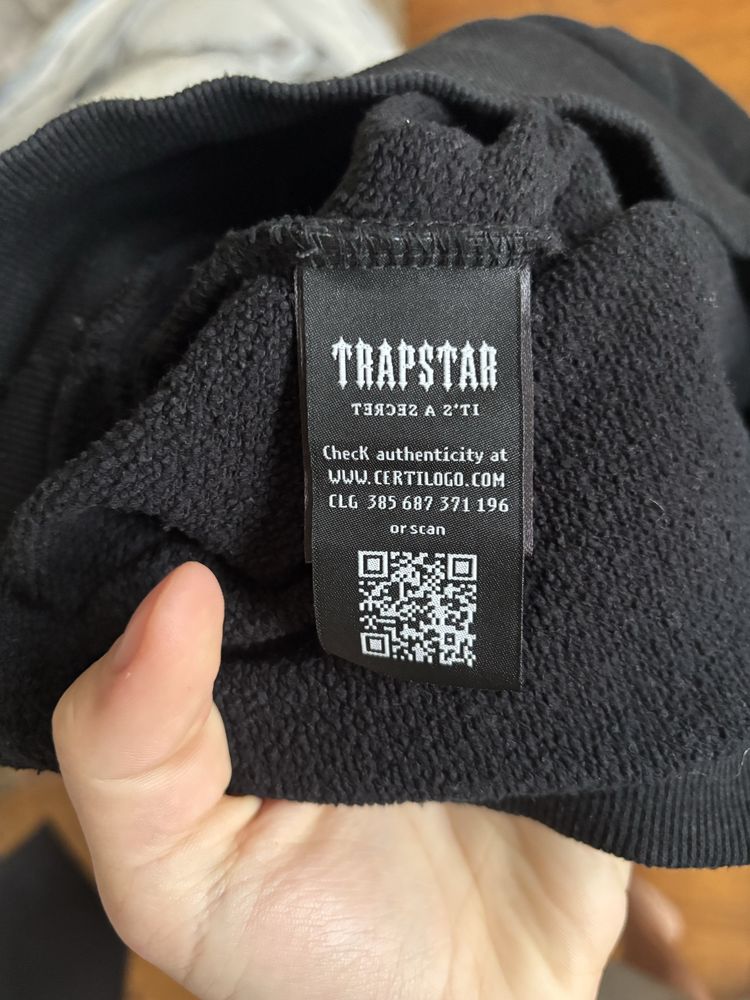 TRAPSTAR
IT'S A SECRET
Check authenticity at
WWW.CERTILOGO.COM
CLG 385 687 371 196
or scan